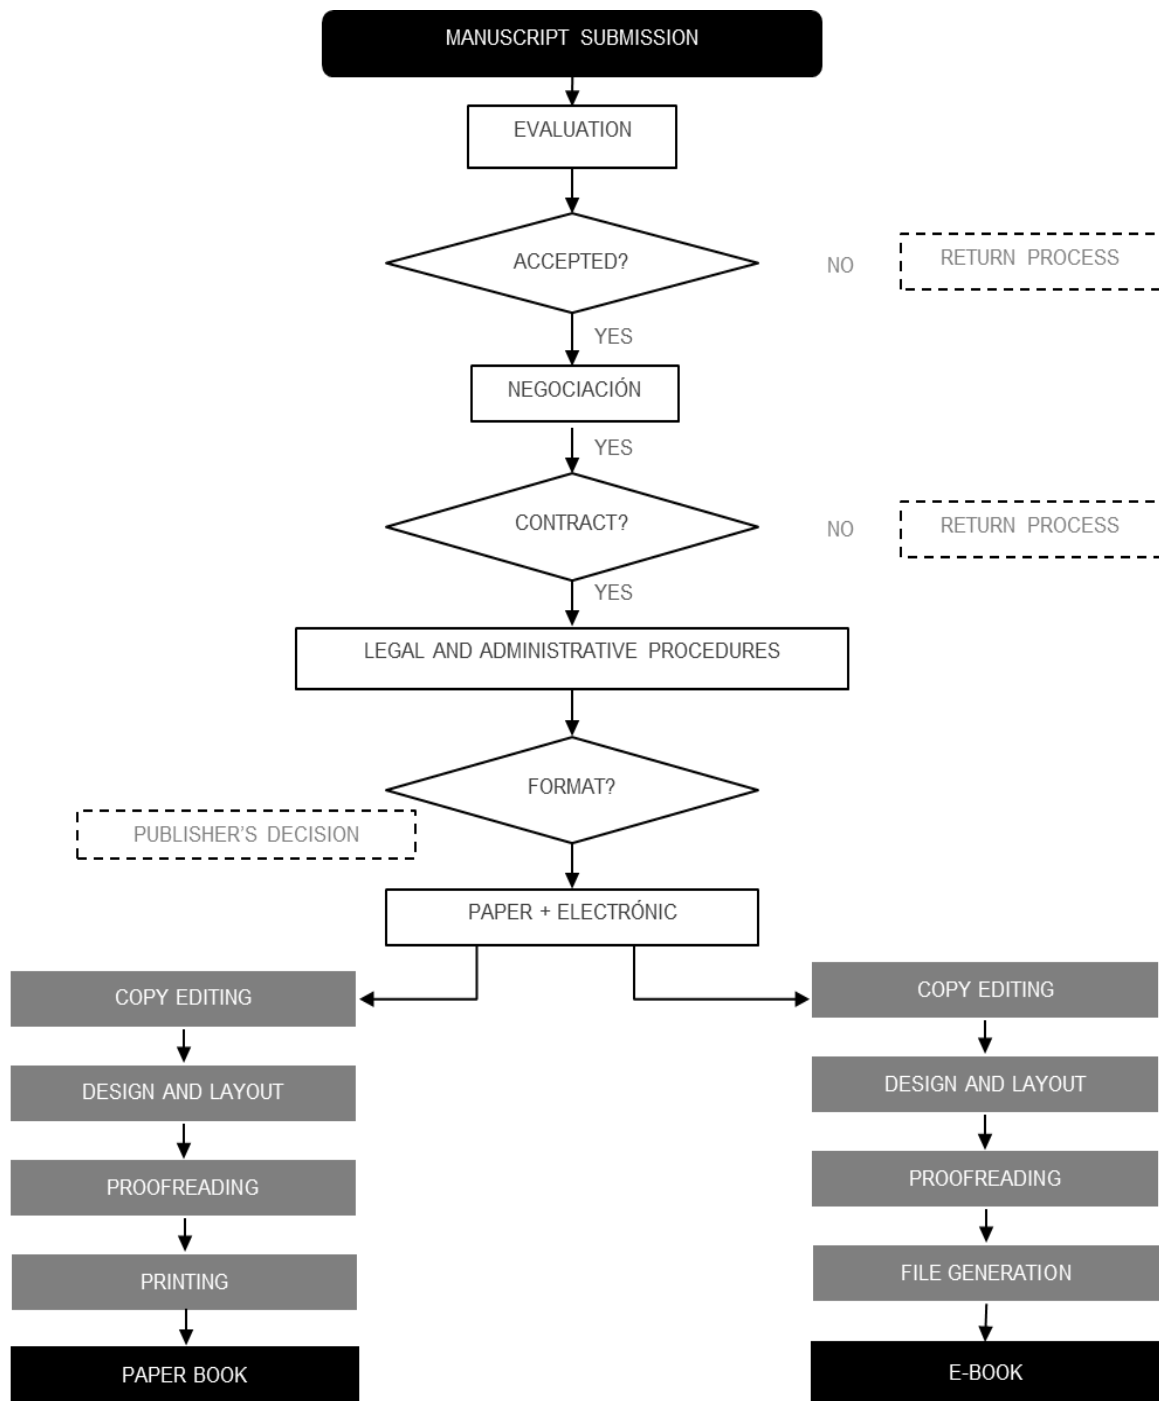 MANUSCRIPT SUBMISSION
EVALUATION
ACCEPTED?
NO
RETURN PROCESS
YES
NEGOCIACIÓN
YES
CONTRACT?
NO
RETURN PROCESS
YES
LEGAL AND ADMINISTRATIVE PROCEDURES
FORMAT?
PUBLISHER'S DECISION
PAPER + ELECTRÓNIC
COPY EDITING
DESIGN AND LAYOUT
PROOFREADING
PRINTING
PAPER BOOK
COPY EDITING
DESIGN AND LAYOUT
PROOFREADING
FILE GENERATION
E-BOOK